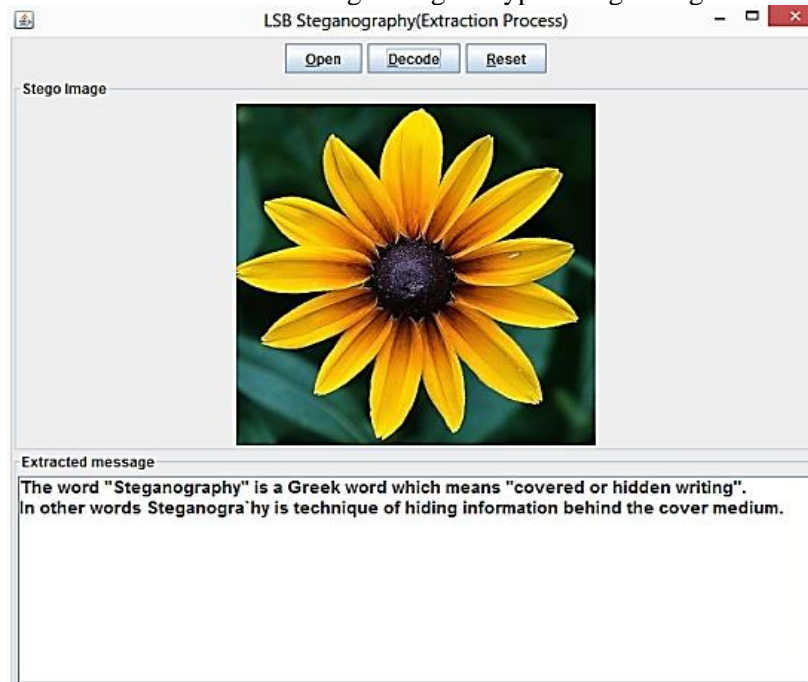 LSB Steganography(Extraction Process)
Open Decode Reset
Stego Image
Extracted message
The word "Steganography" is a Greek word which means "covered or hidden writing".
In other words Steganogra`hy is technique of hiding information behind the cover medium.